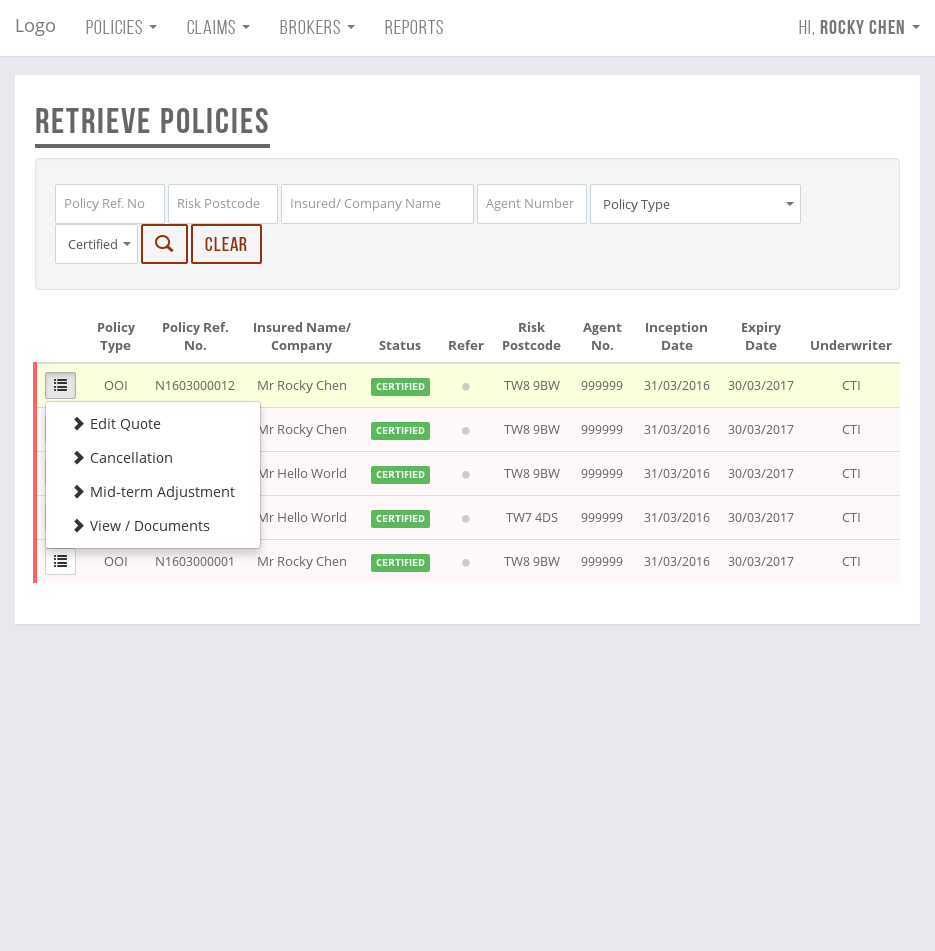 Logo POLICIES CLAIMS BROKERS REPORTS HI, ROCKY CHEN
RETRIEVE POLICIES
Policy Ref. No Risk Postcode Insured/ Company Name Agent Number Policy Type
Certified CLEAR
Policy Type Policy Ref. No. Insured Name/ Company Status Refer Risk Postcode Agent No. Inception Date Expiry Date Underwriter
OOI N1603000012 Mr Rocky Chen CERTIFIED TW8 9BW 999999 31/03/2016 30/03/2017 CTI
Edit Quote
Mr Rocky Chen CERTIFIED TW8 9BW 999999 31/03/2016 30/03/2017 CTI
Cancellation
Mr Hello World CERTIFIED TW8 9BW 999999 31/03/2016 30/03/2017 CTI
Mid-term Adjustment
Mr Hello World CERTIFIED TW7 4DS 999999 31/03/2016 30/03/2017 CTI
View / Documents
OOI N1603000001 Mr Rocky Chen CERTIFIED TW8 9BW 999999 31/03/2016 30/03/2017 CTI